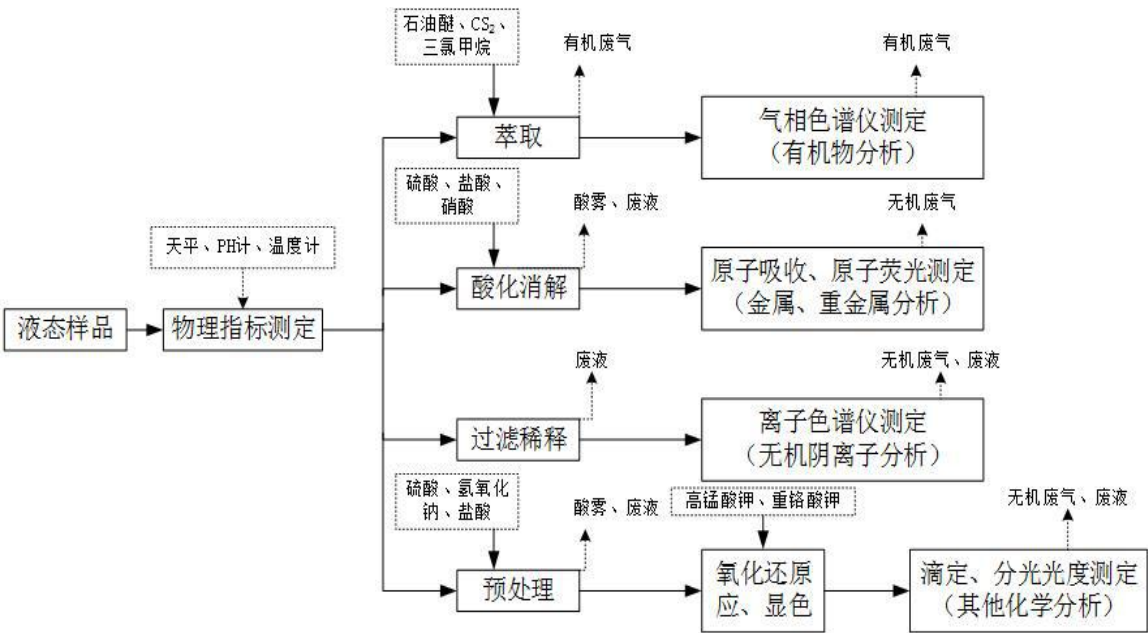 石油醚、CS₂、
三氯甲烷
有机废气
有机废气
萃取
气相色谱仪测定
（有机物分析）
硫酸、盐酸、
硝酸
酸雾、废液
无机废气
天平、PH计、温度计
酸化消解
原子吸收、原子荧光测定
（金属、重金属分析）
液态样品
物理指标测定
废液
无机废气、废液
过滤稀释
离子色谱仪测定
（无机阴离子分析）
硫酸、氢氧化
钠、盐酸
酸雾、废液
高锰酸钾、重铬酸钾
无机废气、废液
预处理
氧化还原
应、显色
滴定、分光光度测定
（其他化学分析）